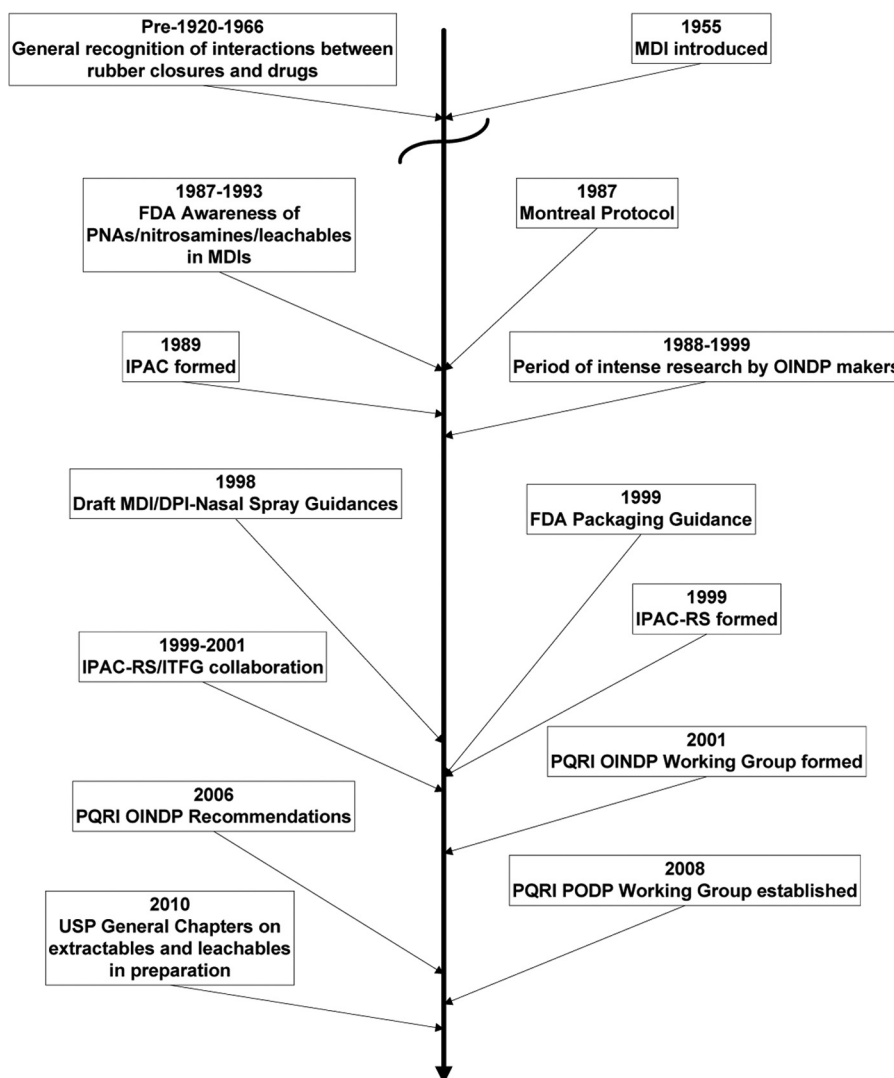 Pre-1920-1966
General recognition of interactions between
rubber closures and drugs
1955
MDI introduced
1987-1993
FDA Awareness of
PNAs/nitrosamines/leachables
in MDIs
1987
Montreal Protocol
1989
IPAC formed
1988-1999
Period of intense research by OINDP makers
1998
Draft MDI/DPI-Nasal Spray Guidances
1999
FDA Packaging Guidance
1999
IPAC-RS formed
1999-2001
IPAC-RS/ITFG collaboration
2001
PQRI OINDP Working Group formed
2006
PQRI OINDP Recommendations
2008
PQRI PODP Working Group established
2010
USP General Chapters on
extractables and leachables
in preparation